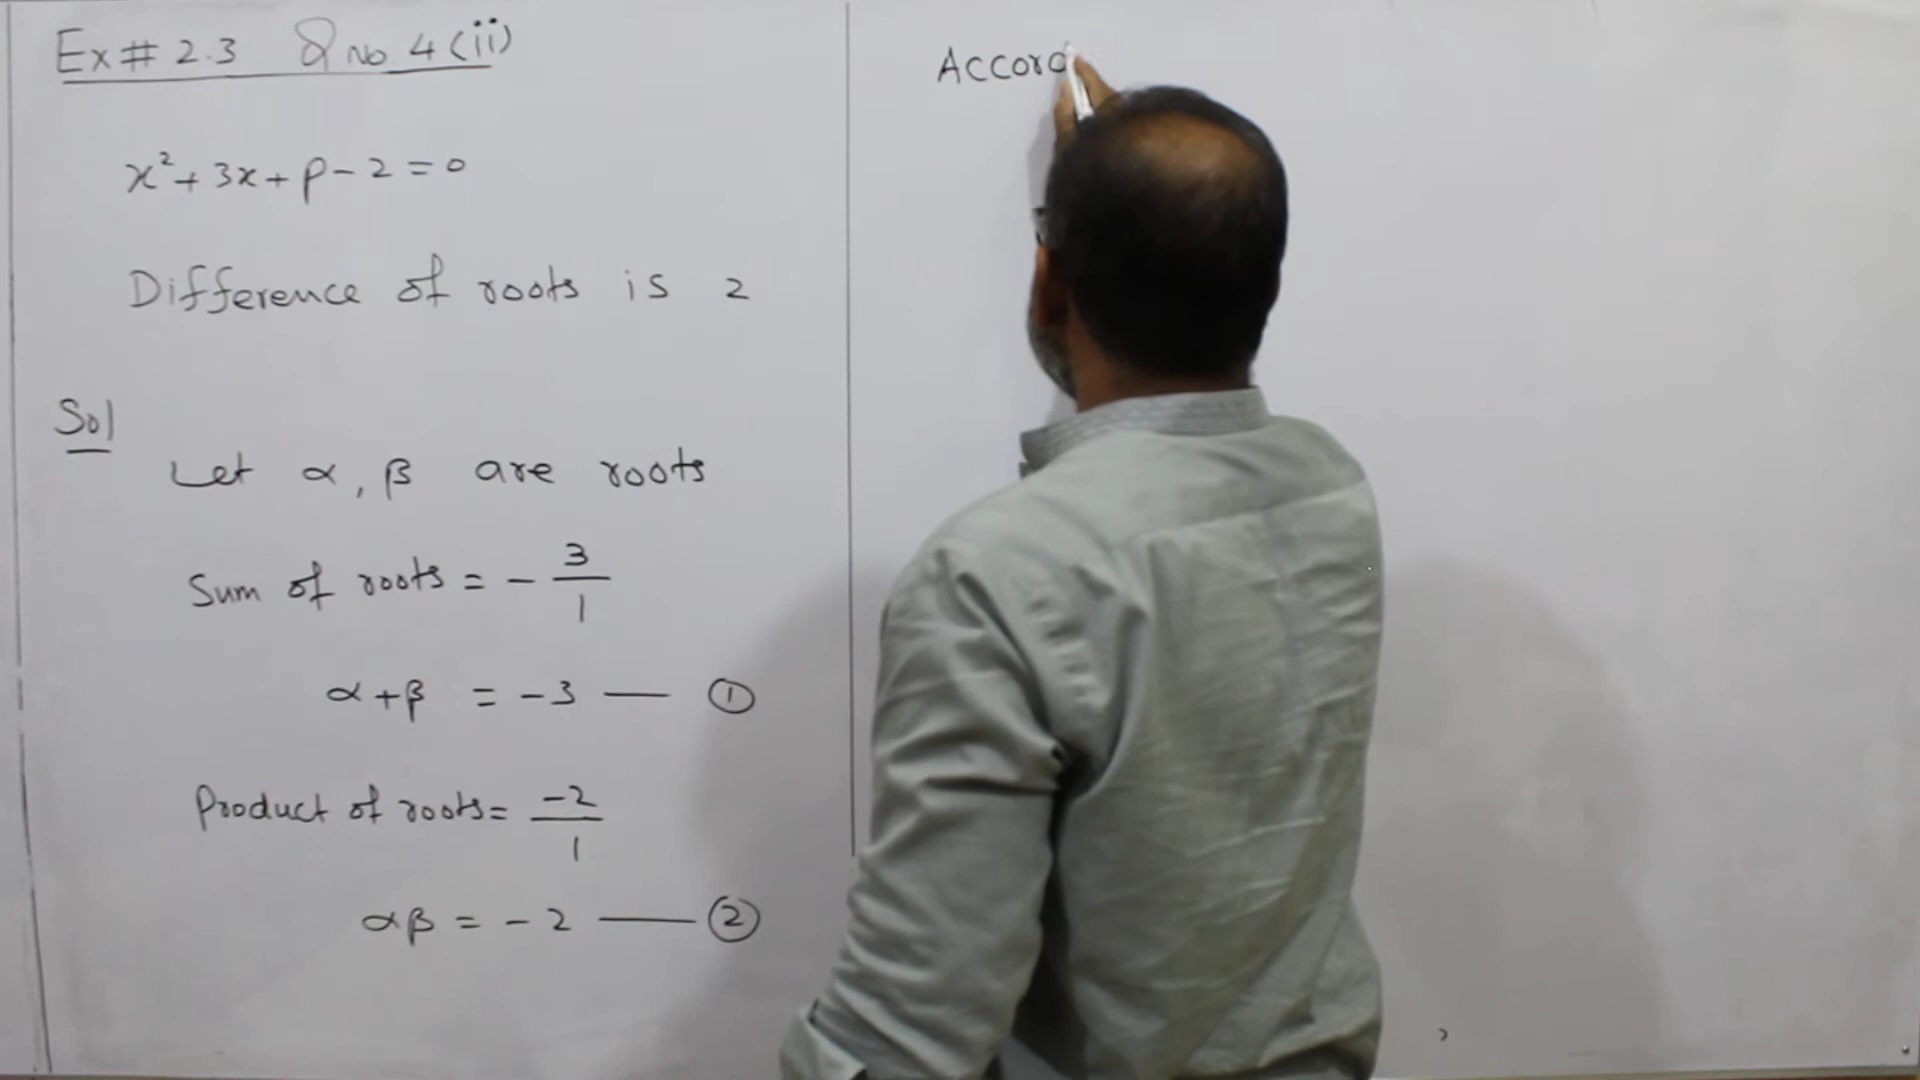 Ex# 2.3 Q No 4(ii)
x²+3x+p-2=0
Difference of roots is 2
Sol
Let α, β are roots
Sum of roots = - 3/1
α+β = -3 — ①
Product of roots = -2/1
αβ = -2 — ②
Accord